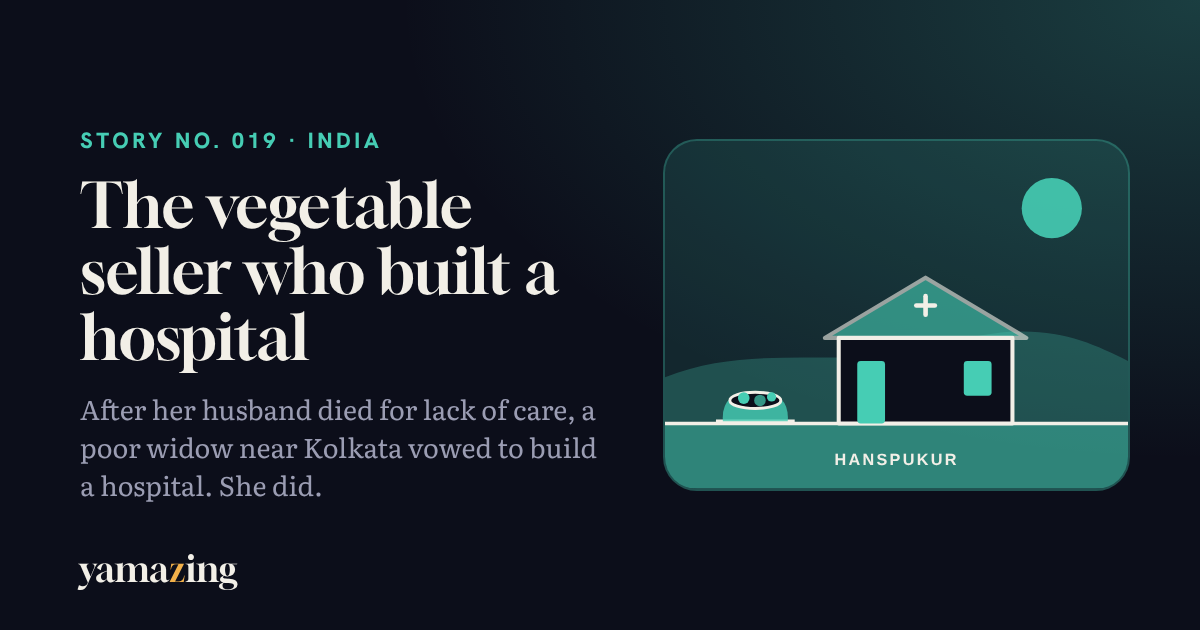 STORY NO. 019 · INDIA
The vegetable
seller who built a
hospital
After her husband died for lack of care, a
poor widow near Kolkata vowed to build
a hospital. She did.
HANSPUKUR
yamazing